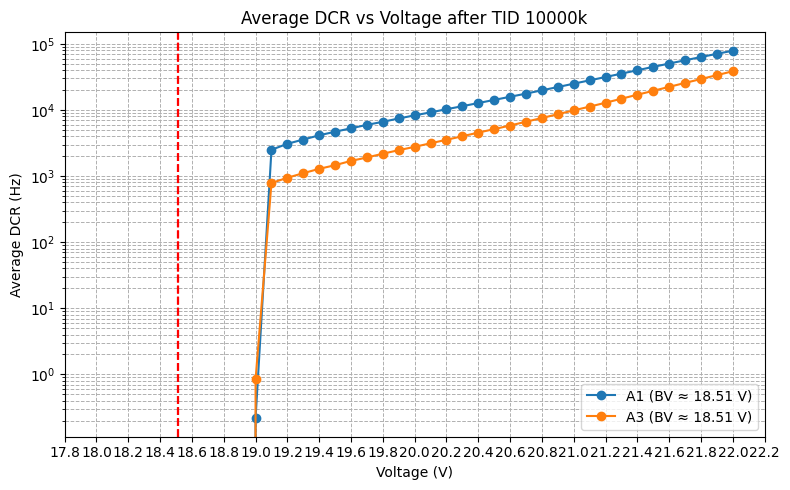 Average DCR vs Voltage after TID 10000k
Average DCR (Hz)
10⁵
10⁴
10³
10²
10¹
10⁰
A1 (BV ≈ 18.51 V)
A3 (BV ≈ 18.51 V)
17.8 18.0 18.2 18.4 18.6 18.8 19.0 19.2 19.4 19.6 19.8 20.0 20.2 20.4 20.6 20.8 21.0 21.2 21.4 21.6 21.8 22.0 22.2
Voltage (V)